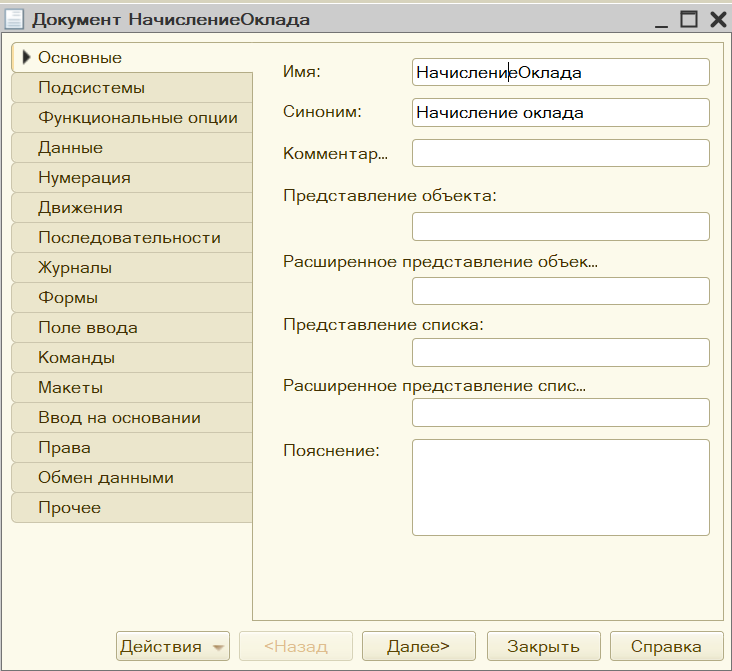 Документ НачислениеОклада
Основные
Подсистемы
Функциональные опции
Данные
Нумерация
Движения
Последовательности
Журналы
Формы
Поле ввода
Команды
Макеты
Ввод на основании
Права
Обмен данными
Прочее
Имя: НачислениеОклада
Синоним: Начисление оклада
Комментар...
Представление объекта:
Расширенное представление объек...
Представление списка:
Расширенное представление спис...
Пояснение:
Действия <Назад Далее> Закрыть Справка